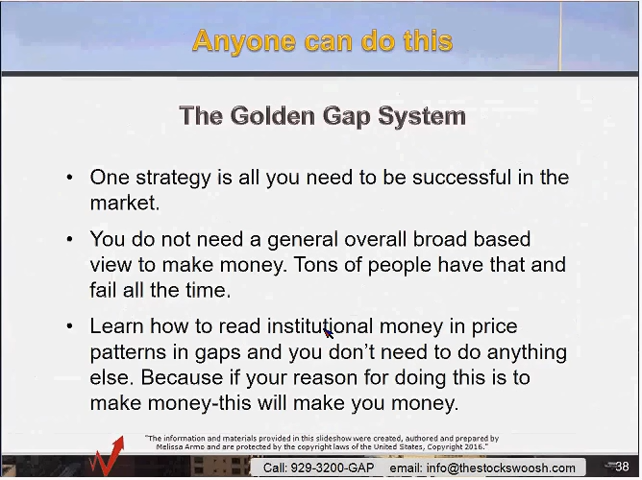 Anyone can do this
The Golden Gap System
• One strategy is all you need to be successful in the
market.
• You do not need a general overall broad based
view to make money. Tons of people have that and
fail all the time.
• Learn how to read institutional money in price
patterns in gaps and you don't need to do anything
else. Because if your reason for doing this is to
make money-this will make you money.
"The information and materials provided in this slideshow were created, authored and prepared by
Melissa Armo and are protected by the copyright laws of the United States, Copyright 2016."
Call: 929-3200-GAP email: info@thestockswoosh.com
38